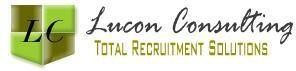 LC
Lucon Consulting
TOTAL RECRUITMENT SOLUTIONS